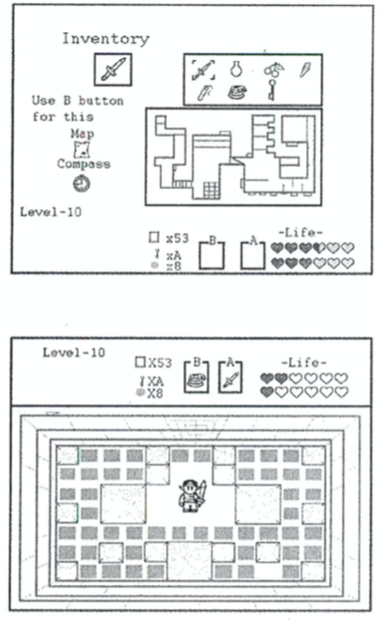 Inventory
Use B button
for this
Map
Compass
Level-10
x53
xA
x8
B
A
-Life-
Level-10
X53
XA
X8
B
A
-Life-